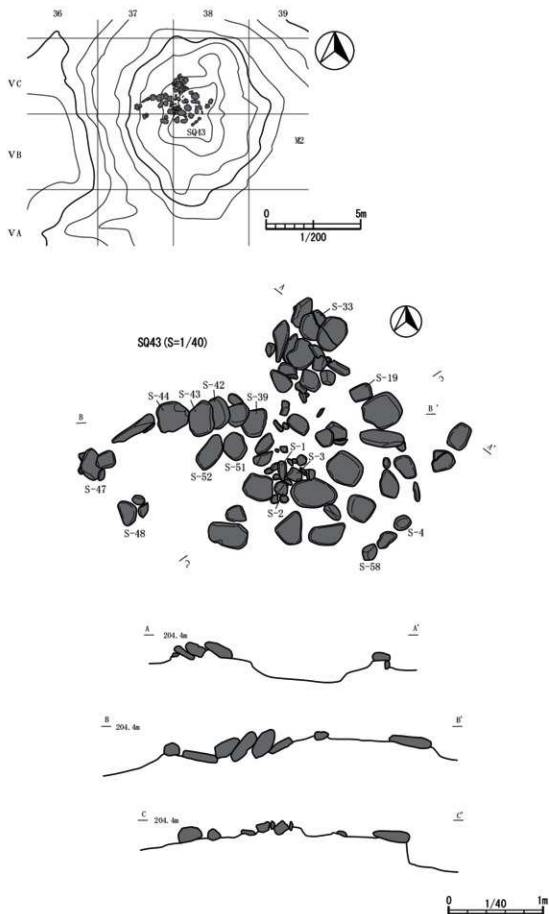 36 37 38 39
VC
VB
VA
SQ43
0 5m
1/200
SQ43 (S=1/40)
A
S-33
S-19
S-44
S-43
S-42
S-39
B
B'
A'
S-1
S-3
S-51
S-52
S-47
S-2
S-48
S-4
S-58
A 204.4m A'
B 204.4m B'
C 204.4m C'
0 1/40 1m